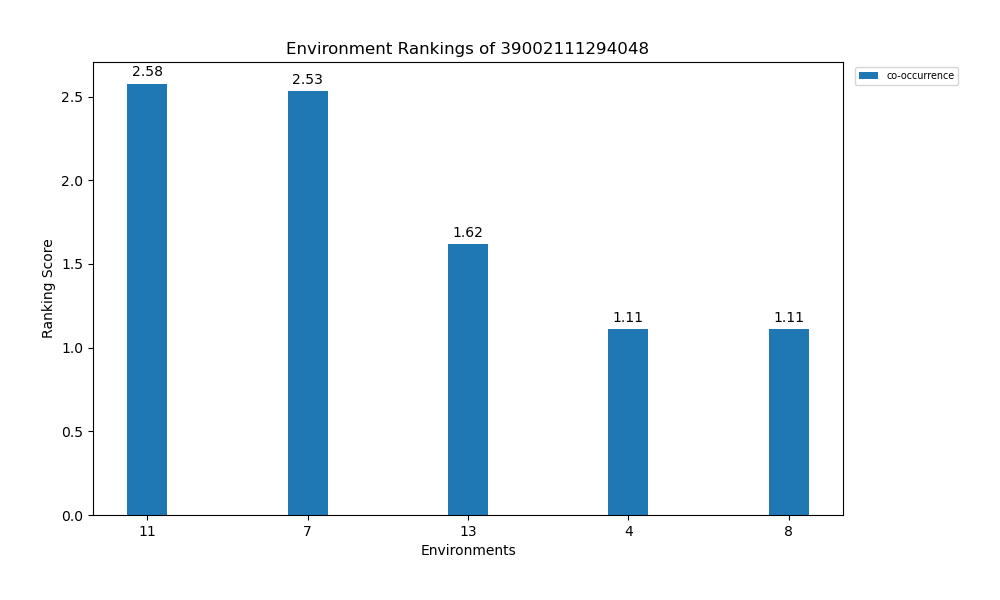 Environment Rankings of 39002111294048
co-occurrence
2.58
2.53
1.62
1.11
1.11
Ranking Score
2.5
2.0
1.5
1.0
0.5
0.0
11 7 13 4 8
Environments